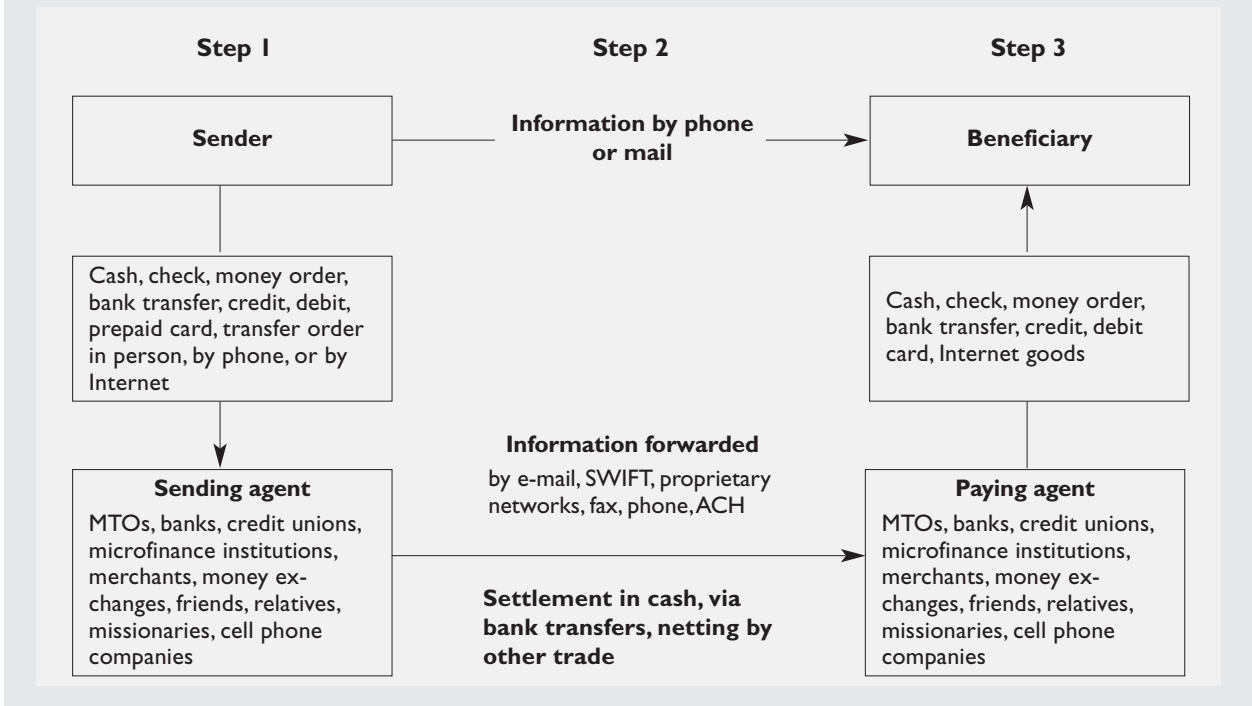 Step 1
Step 2
Step 3
Sender
Information by phone
or mail
Beneficiary
Cash, check, money order,
bank transfer, credit, debit,
prepaid card, transfer order
in person, by phone, or by
Internet
Cash, check, money order,
bank transfer, credit, debit
card, Internet goods
Information forwarded
by e-mail, SWIFT, proprietary
networks, fax, phone, ACH
Sending agent
MTOs, banks, credit unions,
microfinance institutions,
merchants, money ex-
changes, friends, relatives,
missionaries, cell phone
companies
Settlement in cash, via
bank transfers, netting by
other trade
Paying agent
MTOs, banks, credit unions,
microfinance institutions,
merchants, money ex-
changes, friends, relatives,
missionaries, cell phone
companies